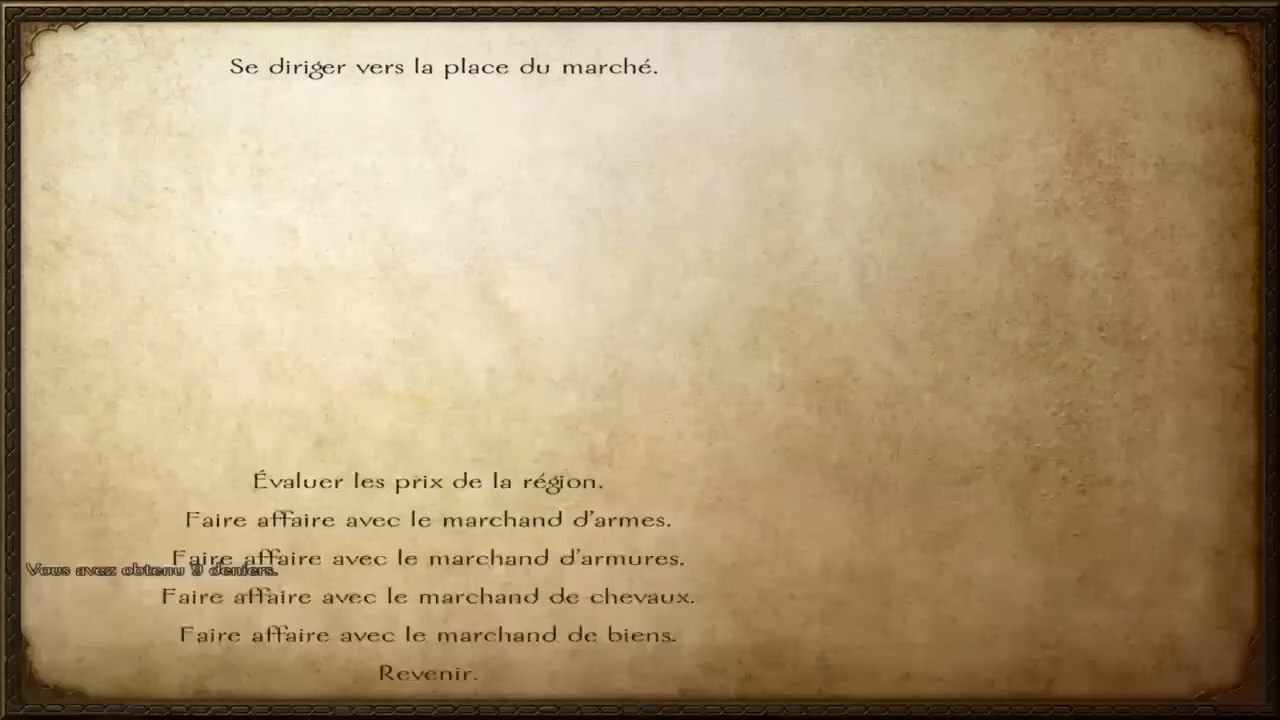 Se diriger vers la place du marché.
Évaluer les prix de la région.
Faire affaire avec le marchand d'armes.
Faire affaire avec le marchand d'armures.
Vous avez obtenu 9 deniers.
Faire affaire avec le marchand de chevaux.
Faire affaire avec le marchand de biens.
Revenir.